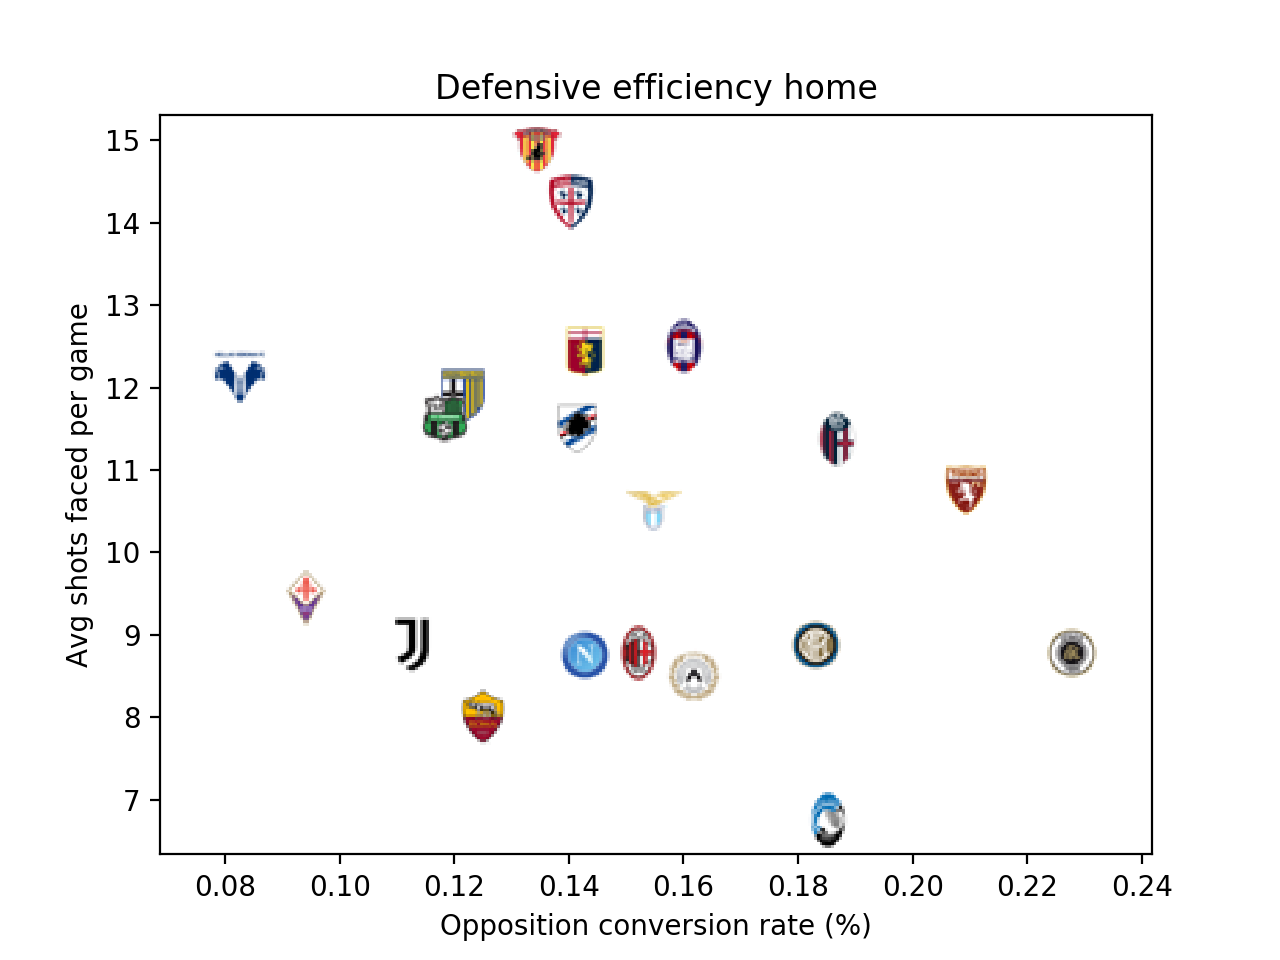 Defensive efficiency home
15
14
13
12
11
10
9
8
7
Avg shots faced per game
0.08 0.10 0.12 0.14 0.16 0.18 0.20 0.22 0.24
Opposition conversion rate (%)
N